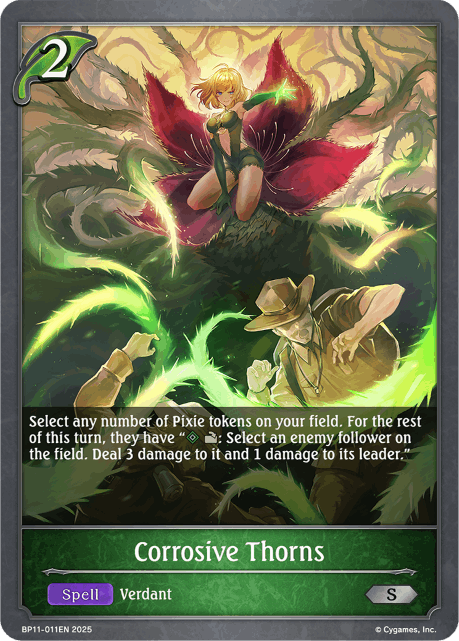 2
Select any number of Pixie tokens on your field. For the rest
of this turn, they have “ : Select an enemy follower on
the field. Deal 3 damage to it and 1 damage to its leader.”
Corrosive Thorns
Spell Verdant S
BP11-011EN 2025 © Cygames, Inc.